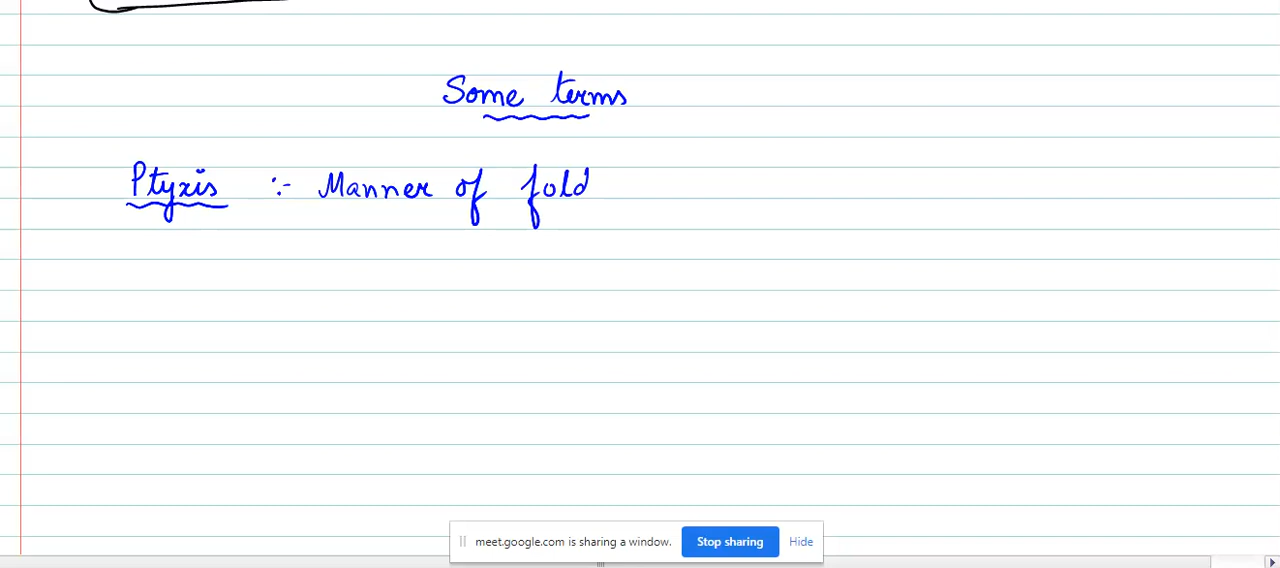 Some terms
Ptyxis :- Manner of fold
meet.google.com is sharing a window. Stop sharing Hide